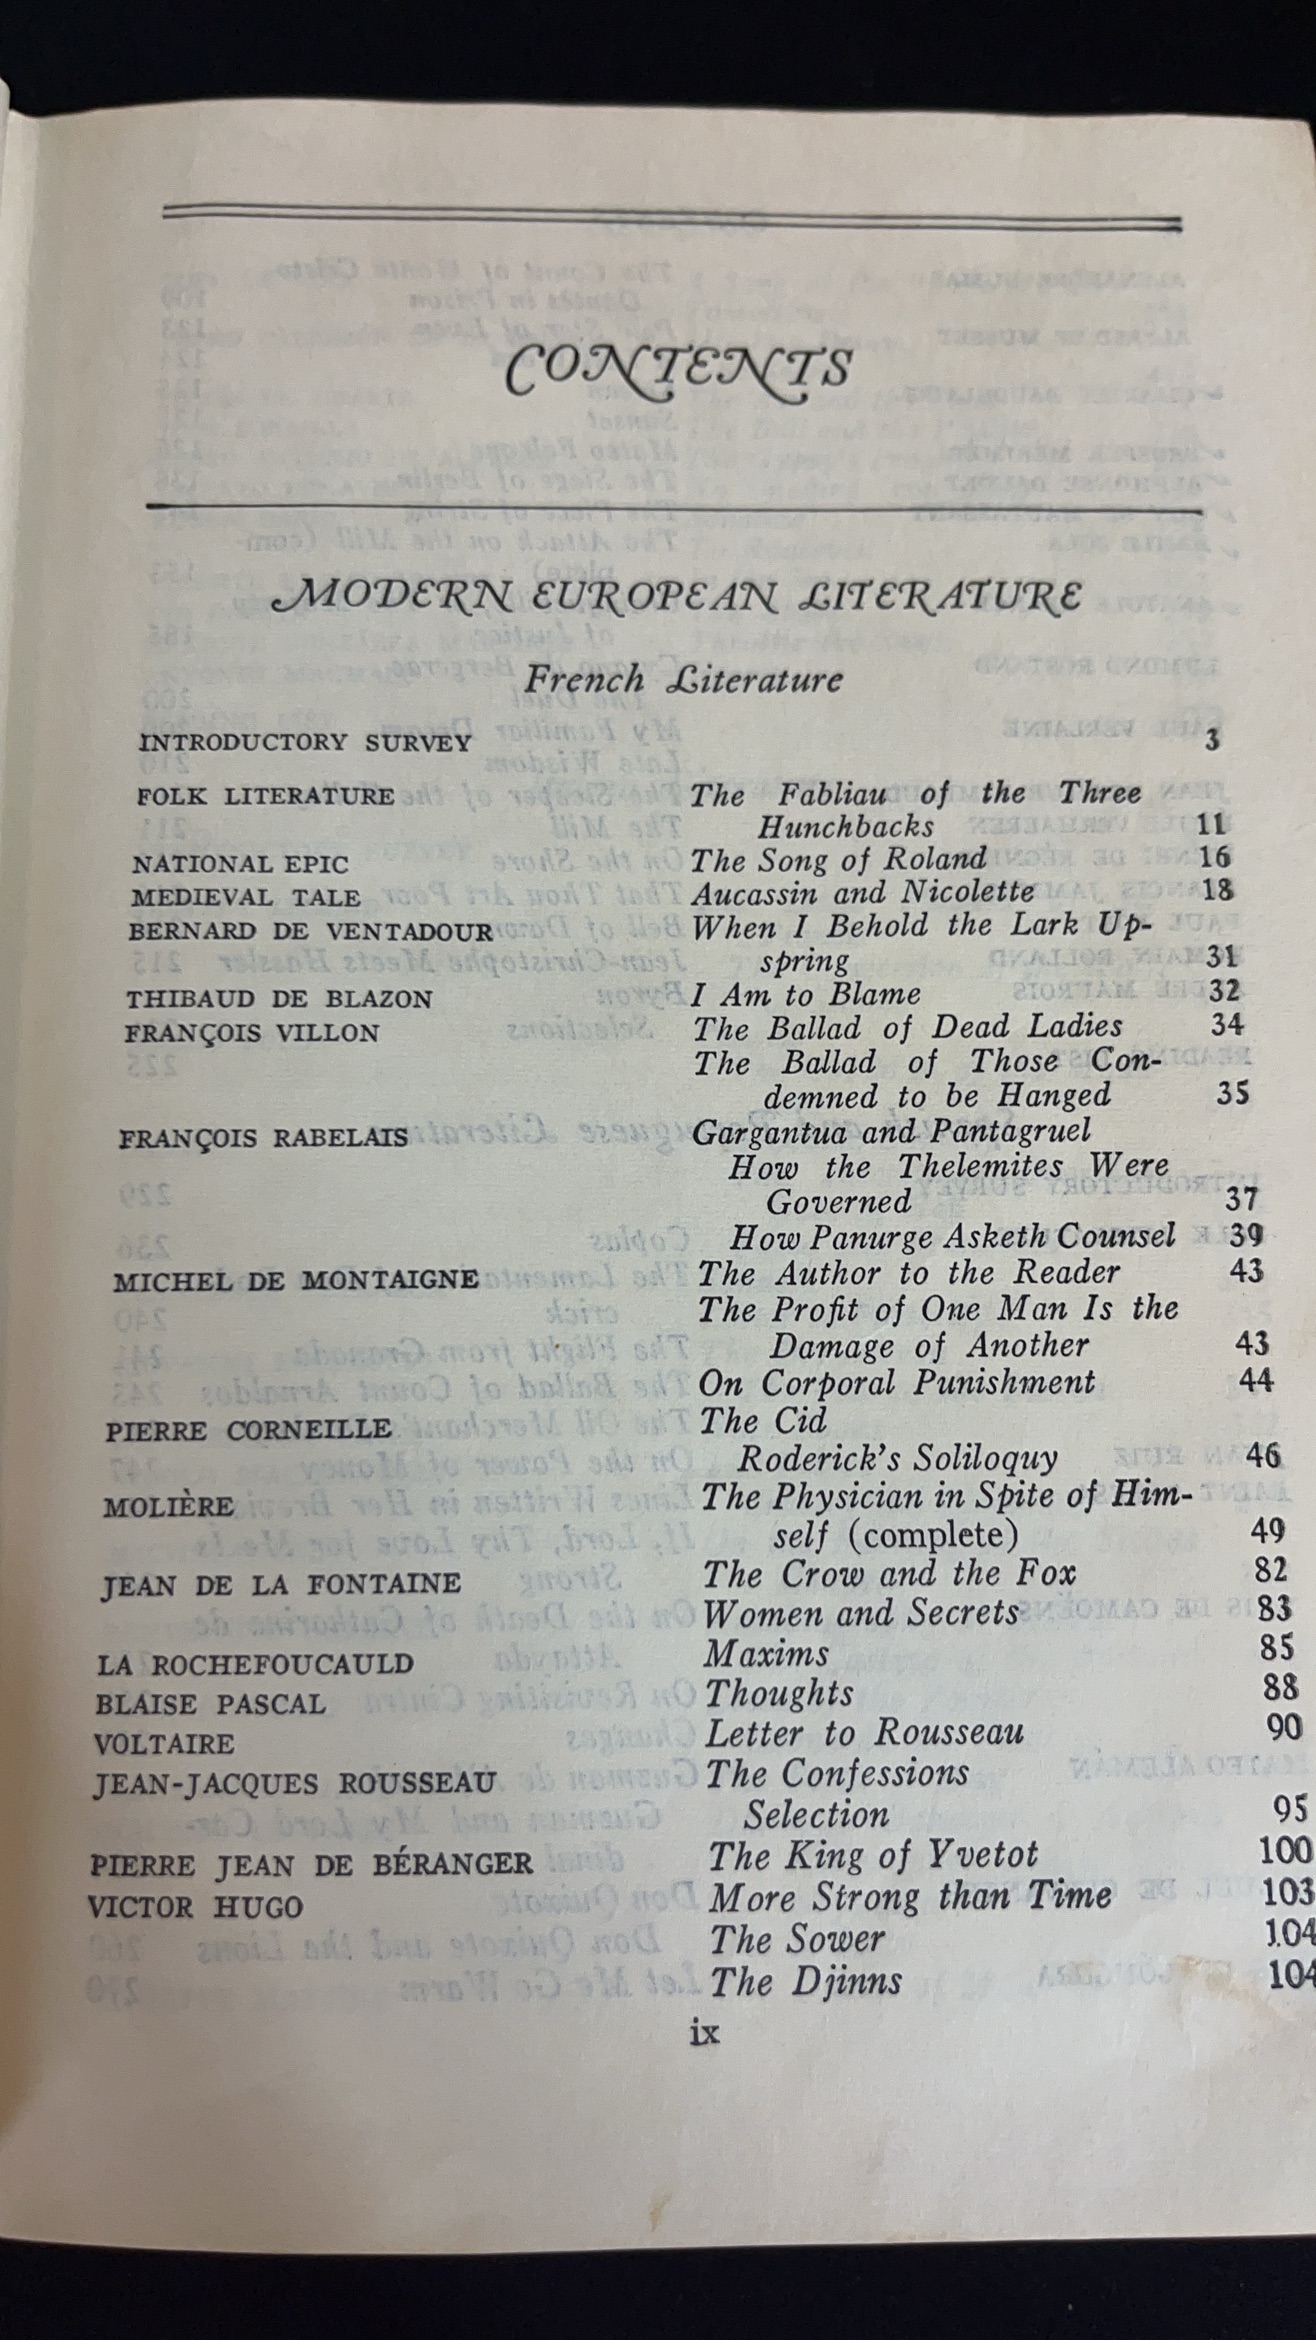 CONTENTS
MODERN EUROPEAN LITERATURE
French Literature
INTRODUCTORY SURVEY 3
FOLK LITERATURE The Fabliau of the Three
Hunchbacks 11
NATIONAL EPIC The Song of Roland 16
MEDIEVAL TALE Aucassin and Nicolette 18
BERNARD DE VENTADOUR When I Behold the Lark Up-
spring 31
THIBAUD DE BLAZON I Am to Blame 32
FRANÇOIS VILLON The Ballad of Dead Ladies 34
The Ballad of Those Con-
demned to be Hanged 35
FRANÇOIS RABELAIS Gargantua and Pantagruel
How the Thelemites Were
Governed 37
How Panurge Asketh Counsel 39
MICHEL DE MONTAIGNE The Author to the Reader 43
The Profit of One Man Is the
Damage of Another 43
On Corporal Punishment 44
PIERRE CORNEILLE The Cid
Roderick's Soliloquy 46
MOLIÈRE The Physician in Spite of Him-
self (complete) 49
JEAN DE LA FONTAINE The Crow and the Fox 82
Women and Secrets 83
LA ROCHEFOUCAULD Maxims 85
BLAISE PASCAL Thoughts 88
VOLTAIRE Letter to Rousseau 90
JEAN-JACQUES ROUSSEAU The Confessions
Selection 95
PIERRE JEAN DE BÉRANGER The King of Yvetot 100
VICTOR HUGO More Strong than Time 103
The Sower 104
The Djinns 104
ix